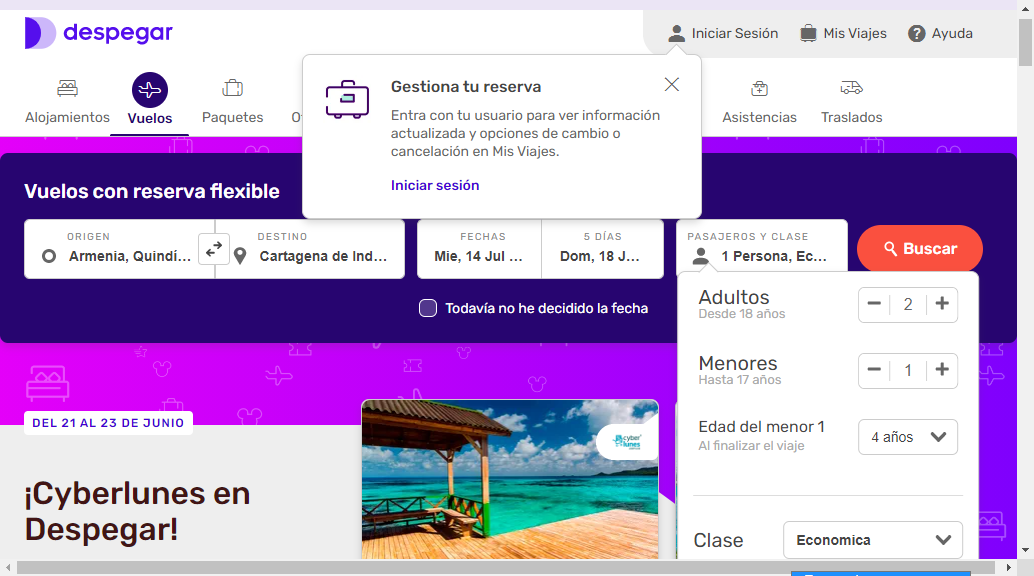 despegar
Iniciar Sesión
Mis Viajes
Ayuda
Alojamientos
Vuelos
Paquetes
Asistencias
Traslados
Gestiona tu reserva
Entra con tu usuario para ver información
actualizada y opciones de cambio o
cancelación en Mis Viajes.
Iniciar sesión
Vuelos con reserva flexible
ORIGEN
Armenia, Quindí...
DESTINO
Cartagena de Ind...
FECHAS
Mie, 14 Jul ...
5 DÍAS
Dom, 18 J...
PASAJEROS Y CLASE
1 Persona, Ec...
Buscar
Todavía no he decidido la fecha
Adultos
Desde 18 años
2
Menores
Hasta 17 años
1
Edad del menor 1
Al finalizar el viaje
4 años
Clase
Economica
DEL 21 AL 23 DE JUNIO
¡Cyberlunes en
Despegar!
cyber
lunes